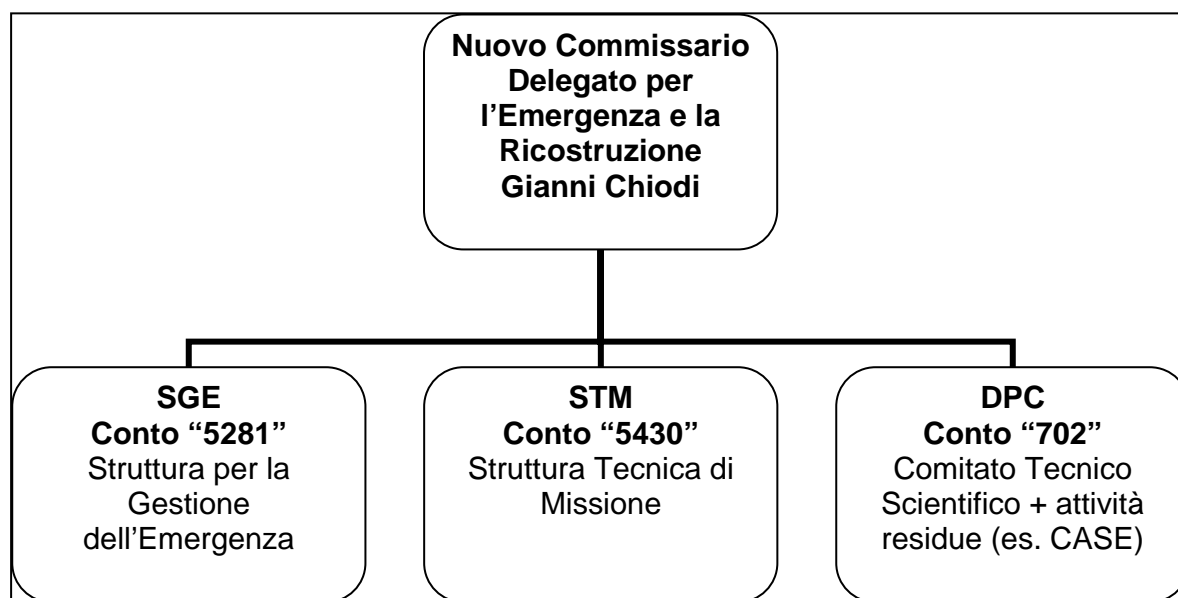 Nuovo Commissario
Delegato per
l’Emergenza e la
Ricostruzione
Gianni Chiodi
SGE
Conto “5281”
Struttura per la
Gestione
dell’Emergenza
STM
Conto “5430”
Struttura Tecnica di
Missione
DPC
Conto “702”
Comitato Tecnico
Scientifico + attività
residue (es. CASE)